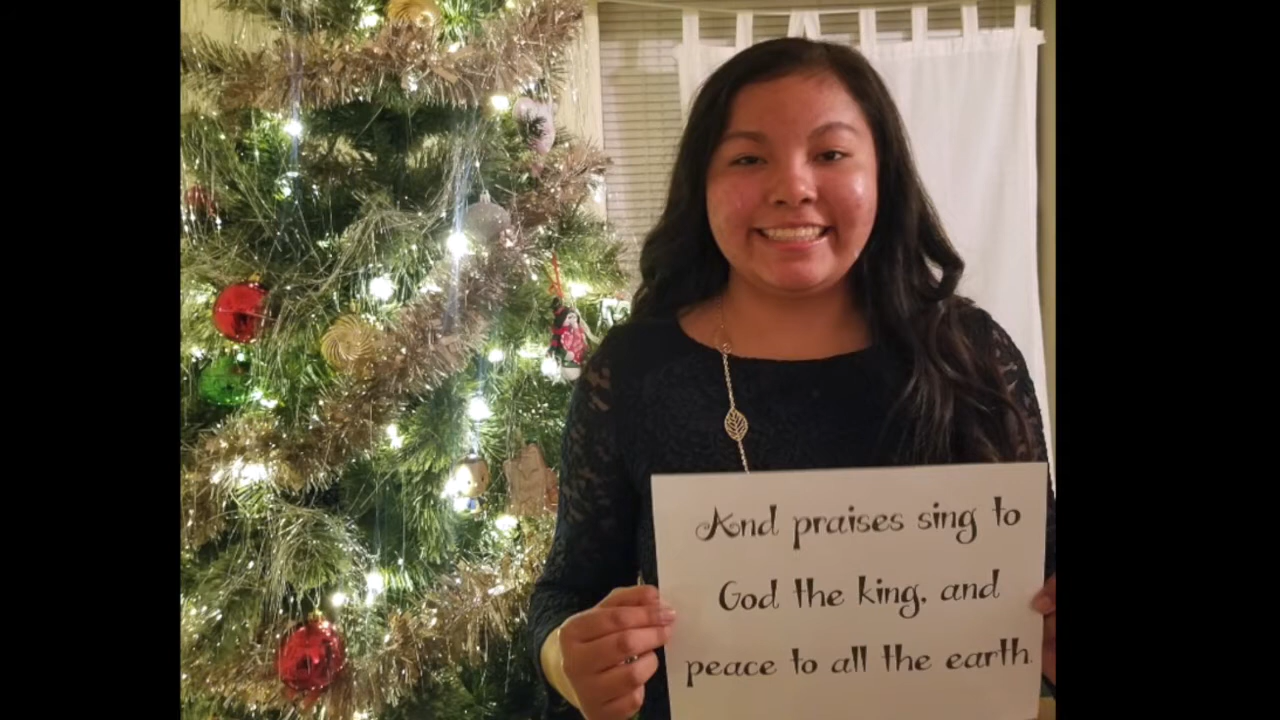 And praises sing to
God the king, and
peace to all the earth.